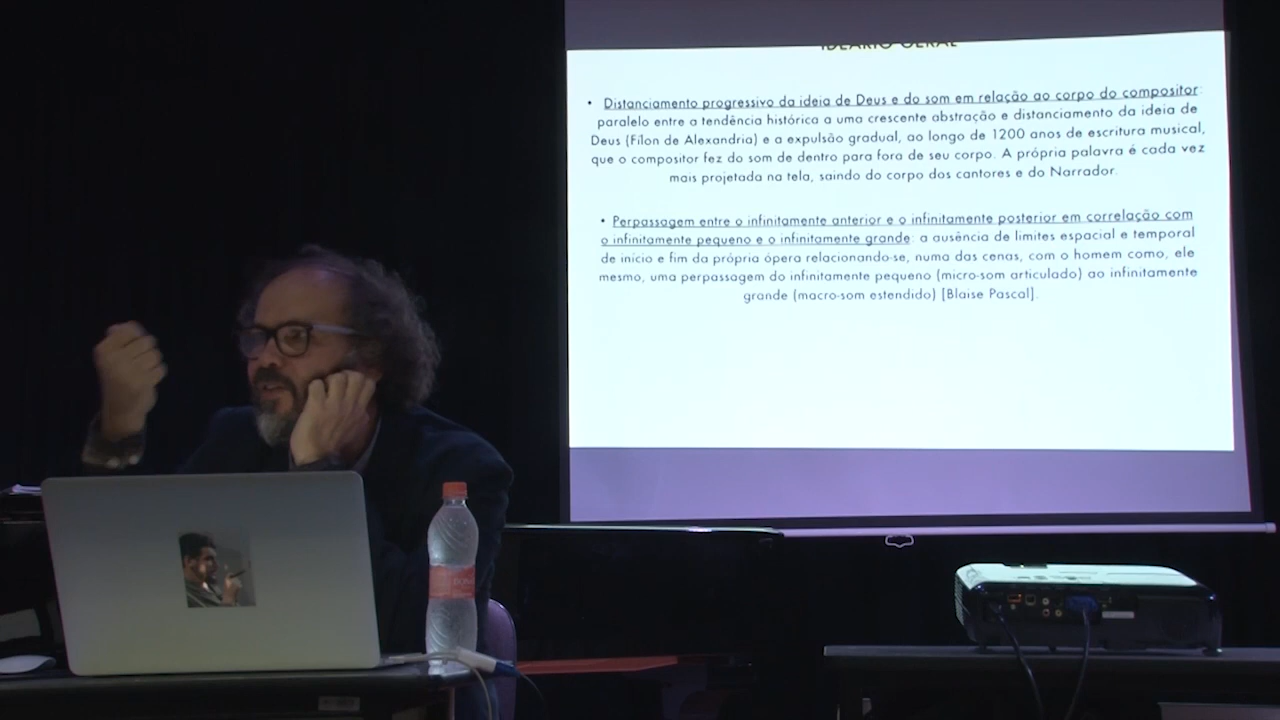 IDEÁRIO GERAL
• Distanciamento progressivo da ideia de Deus e do som em relação ao corpo do compositor:
paralelo entre a tendência histórica a uma crescente abstração e distanciamento da ideia de
Deus (Fílon de Alexandria) e a expulsão gradual, ao longo de 1200 anos de escritura musical,
que o compositor fez do som de dentro para fora de seu corpo. A própria palavra é cada vez
mais projetada na tela, saindo do corpo dos cantores e do Narrador.
• Perpassagem entre o infinitamente anterior e o infinitamente posterior em correlação com
o infinitamente pequeno e o infinitamente grande: a ausência de limites espacial e temporal
de início e fim da própria ópera relacionando-se, numa das cenas, com o homem como, ele
mesmo, uma perpassagem do infinitamente pequeno (micro-som articulado) ao infinitamente
grande (macro-som estendido) [Blaise Pascal].